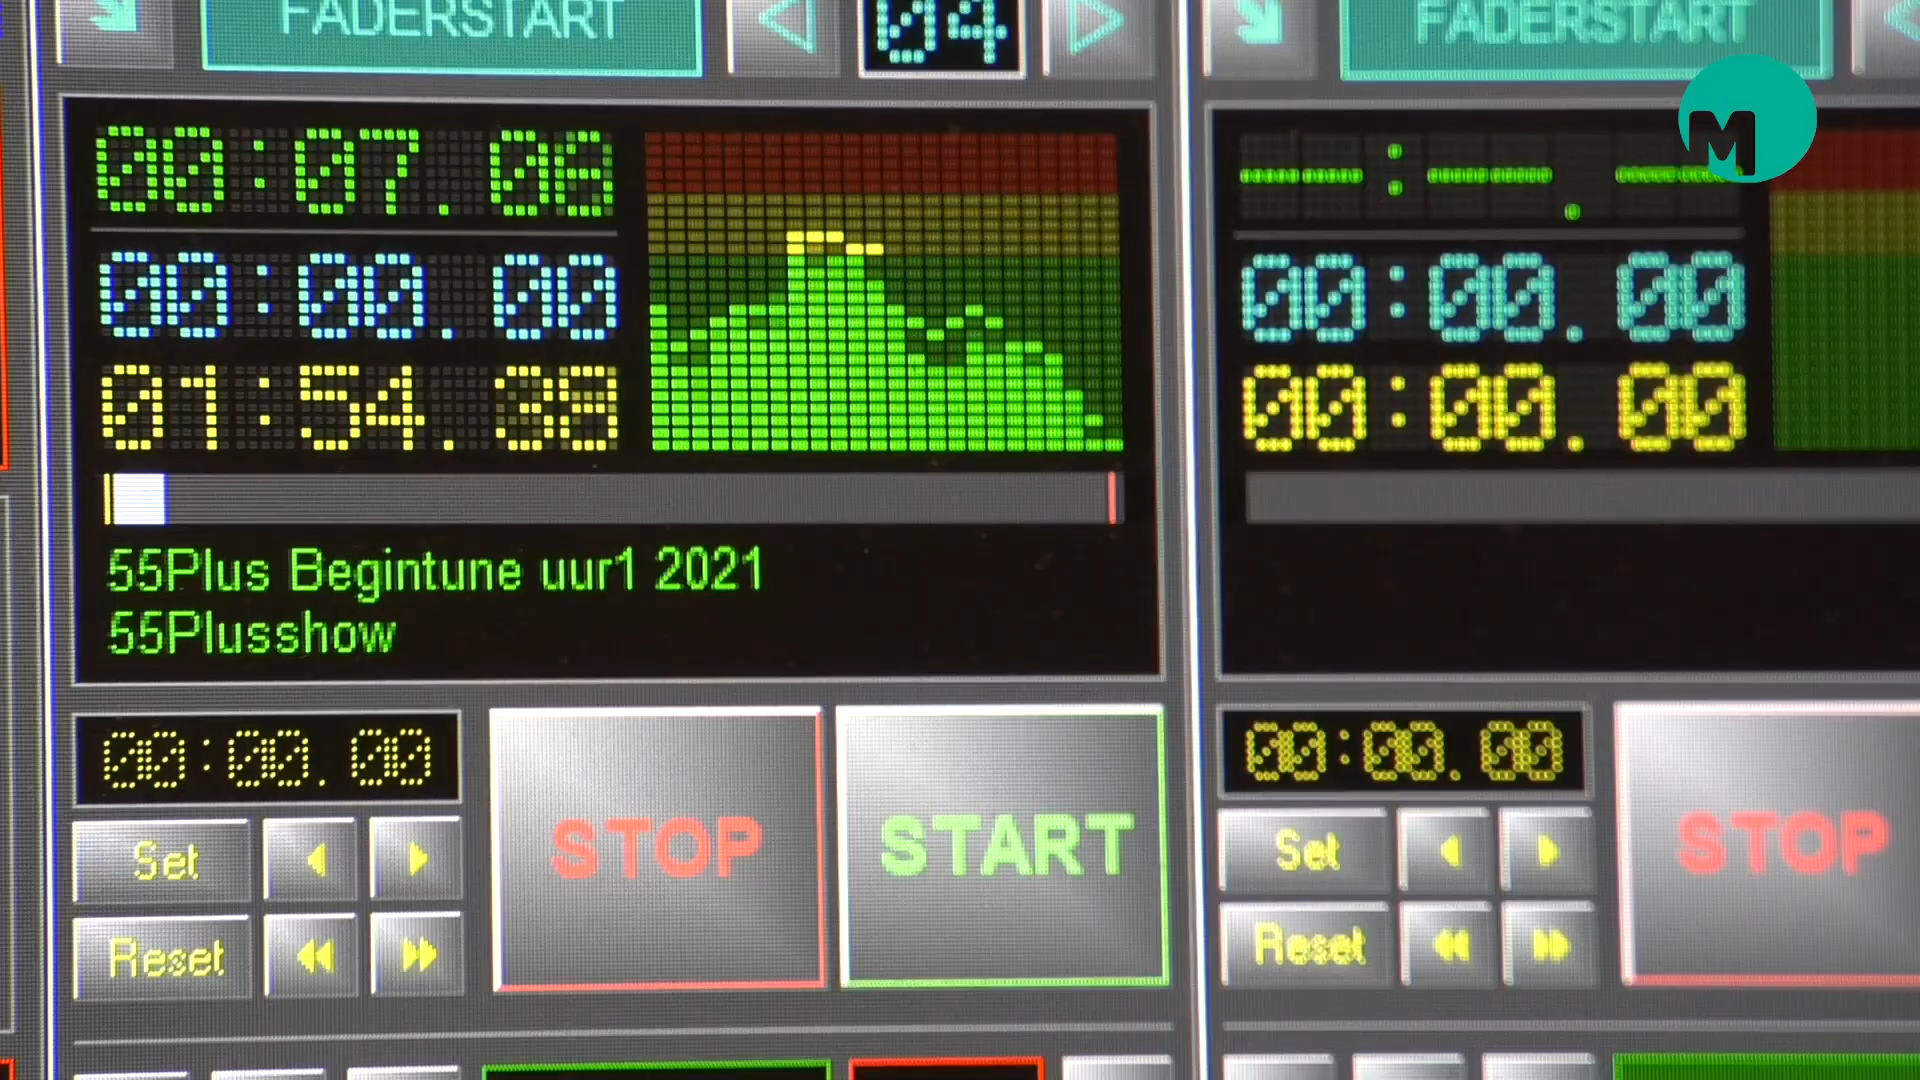 FADERSTART
04
FADERSTART
M
00:07.08
00:00.00
01:54.38
--:--.--
00:00.00
00:00.00
55Plus Begintune uur1 2021
55Plusshow
00:00.00
STOP
START
Set
Reset
00:00.00
Set
Reset
STOP